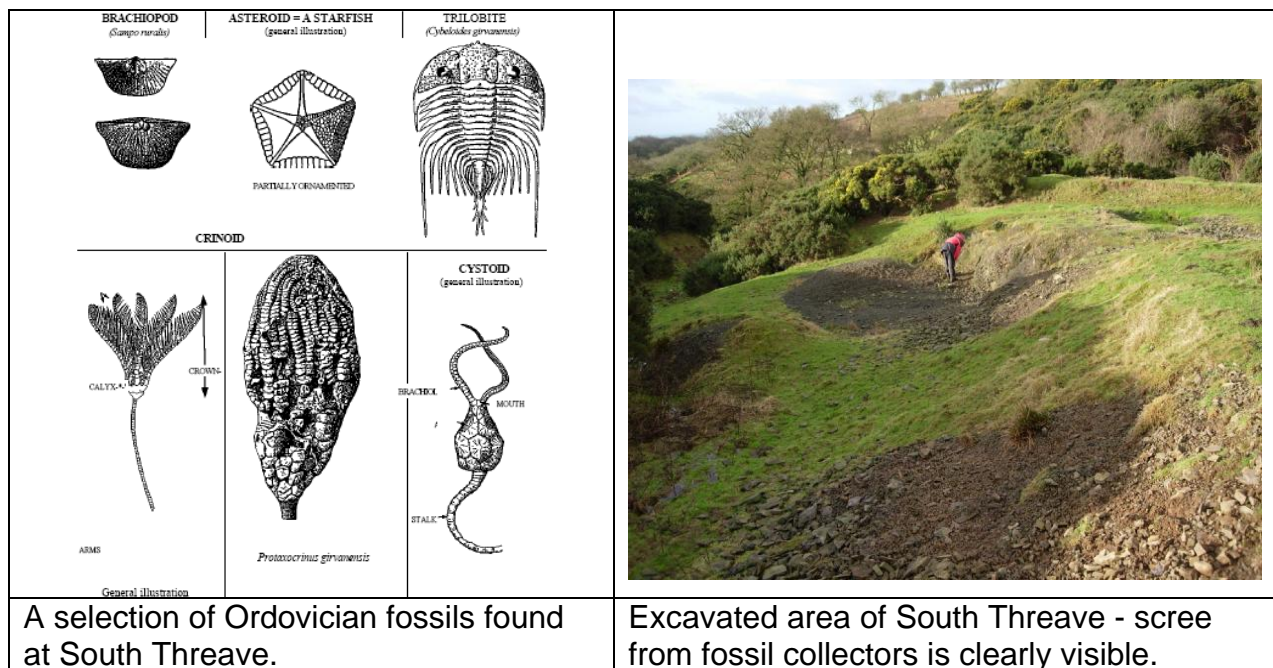 BRACHIOPOD
(Sampo ruralis)
ASTEROID = A STARFISH
(general illustration)
TRILOBITE
(Cybeloides girvanensis)
PARTIALLY ORNAMENTED
CRINOID
CYSTOID
(general illustration)
CALYX
CROWN
BRACHIOL
MOUTH
STALK
ARMS
Protaxocrinus girvanensis
General illustration
A selection of Ordovician fossils found
at South Threave.
Excavated area of South Threave - scree
from fossil collectors is clearly visible.